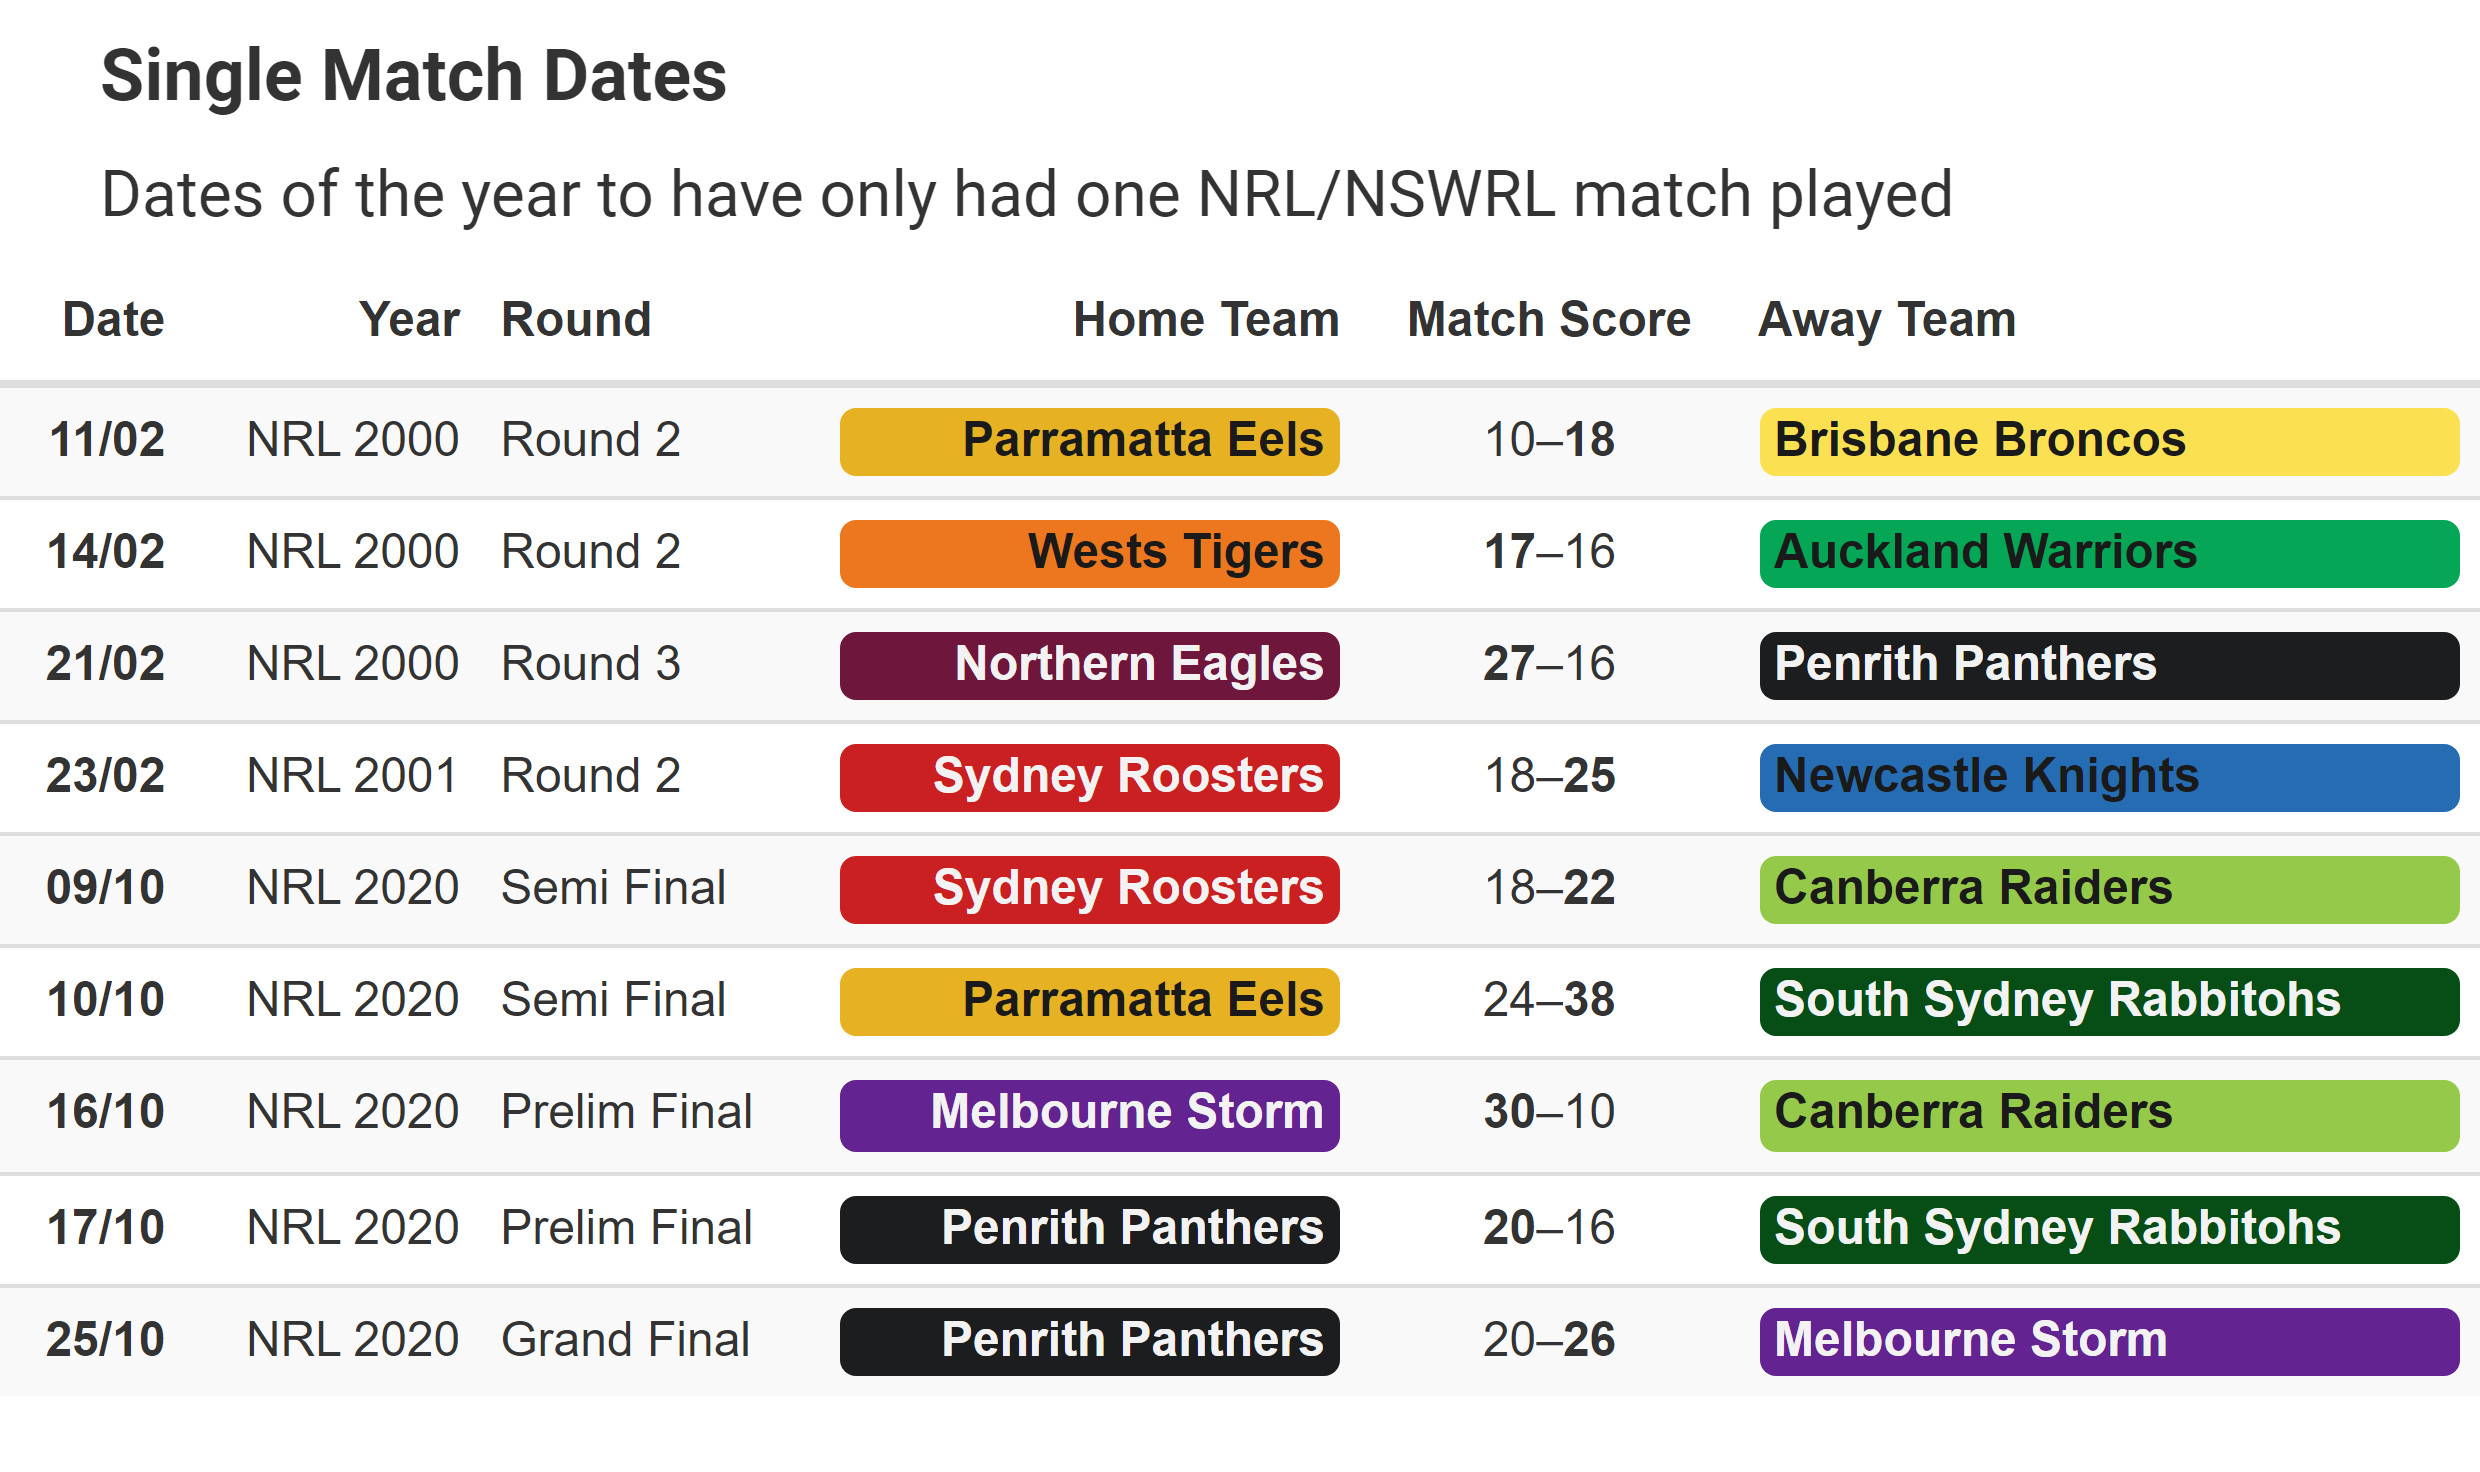 Single Match Dates
Dates of the year to have only had one NRL/NSWRL match played
Date Year Round Home Team Match Score Away Team
11/02 NRL 2000 Round 2 Parramatta Eels 10–18 Brisbane Broncos
14/02 NRL 2000 Round 2 Wests Tigers 17–16 Auckland Warriors
21/02 NRL 2000 Round 3 Northern Eagles 27–16 Penrith Panthers
23/02 NRL 2001 Round 2 Sydney Roosters 18–25 Newcastle Knights
09/10 NRL 2020 Semi Final Sydney Roosters 18–22 Canberra Raiders
10/10 NRL 2020 Semi Final Parramatta Eels 24–38 South Sydney Rabbitohs
16/10 NRL 2020 Prelim Final Melbourne Storm 30–10 Canberra Raiders
17/10 NRL 2020 Prelim Final Penrith Panthers 20–16 South Sydney Rabbitohs
25/10 NRL 2020 Grand Final Penrith Panthers 20–26 Melbourne Storm